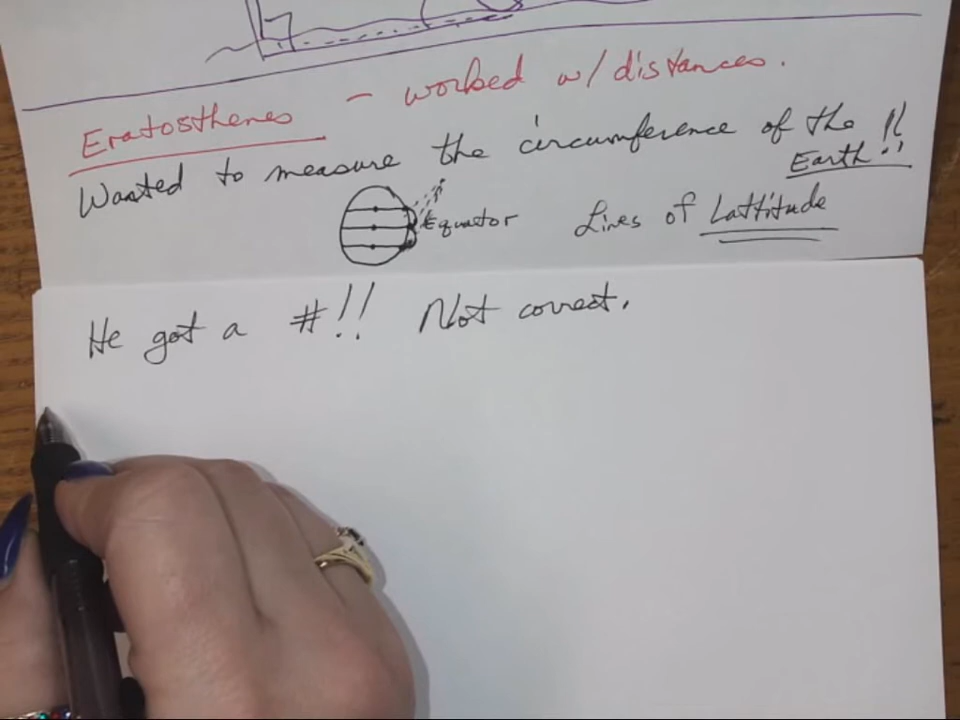 Eratosthenes - worked w/ distances.
Wanted to measure the circumference of the Earth!!
Equator Lines of Lattitude
He got a #!! Not correct.